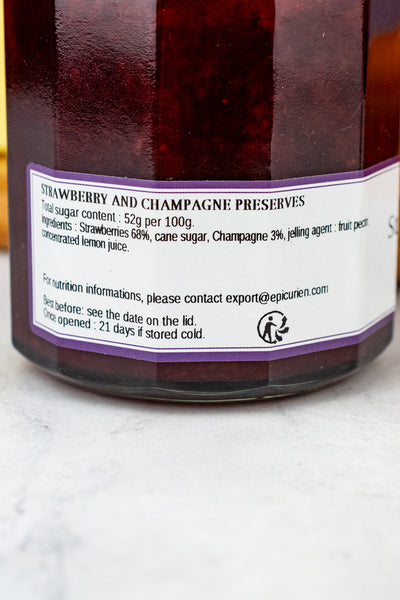 STRAWBERRY AND CHAMPAGNE PRESERVES
Total sugar content : 52g per 100g.
Ingredients : Strawberries 68%, cane sugar, Champagne 3%, jelling agent : fruit pectin,
concentrated lemon juice.
For nutrition informations, please contact export@epicurien.com
Best before: see the date on the lid.
Once opened : 21 days if stored cold.